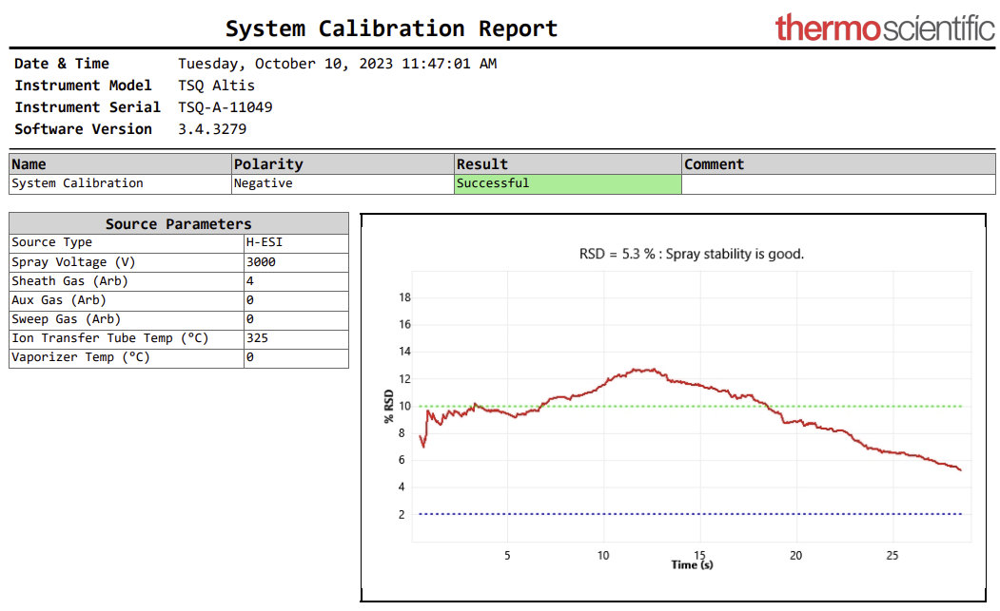 System Calibration Report
thermo scientific
Date & Time Tuesday, October 10, 2023 11:47:01 AM
Instrument Model TSQ Altis
Instrument Serial TSQ-A-11049
Software Version 3.4.3279
Name Polarity Result Comment
System Calibration Negative Successful
Source Parameters
Source Type H-ESI
Spray Voltage (V) 3000
Sheath Gas (Arb) 4
Aux Gas (Arb) 0
Sweep Gas (Arb) 0
Ion Transfer Tube Temp (ºC) 325
Vaporizer Temp (ºC) 0
RSD = 5.3 % : Spray stability is good.
18
16
14
12
10
8
6
4
2
% RSD
5 10 15 20 25
Time (s)